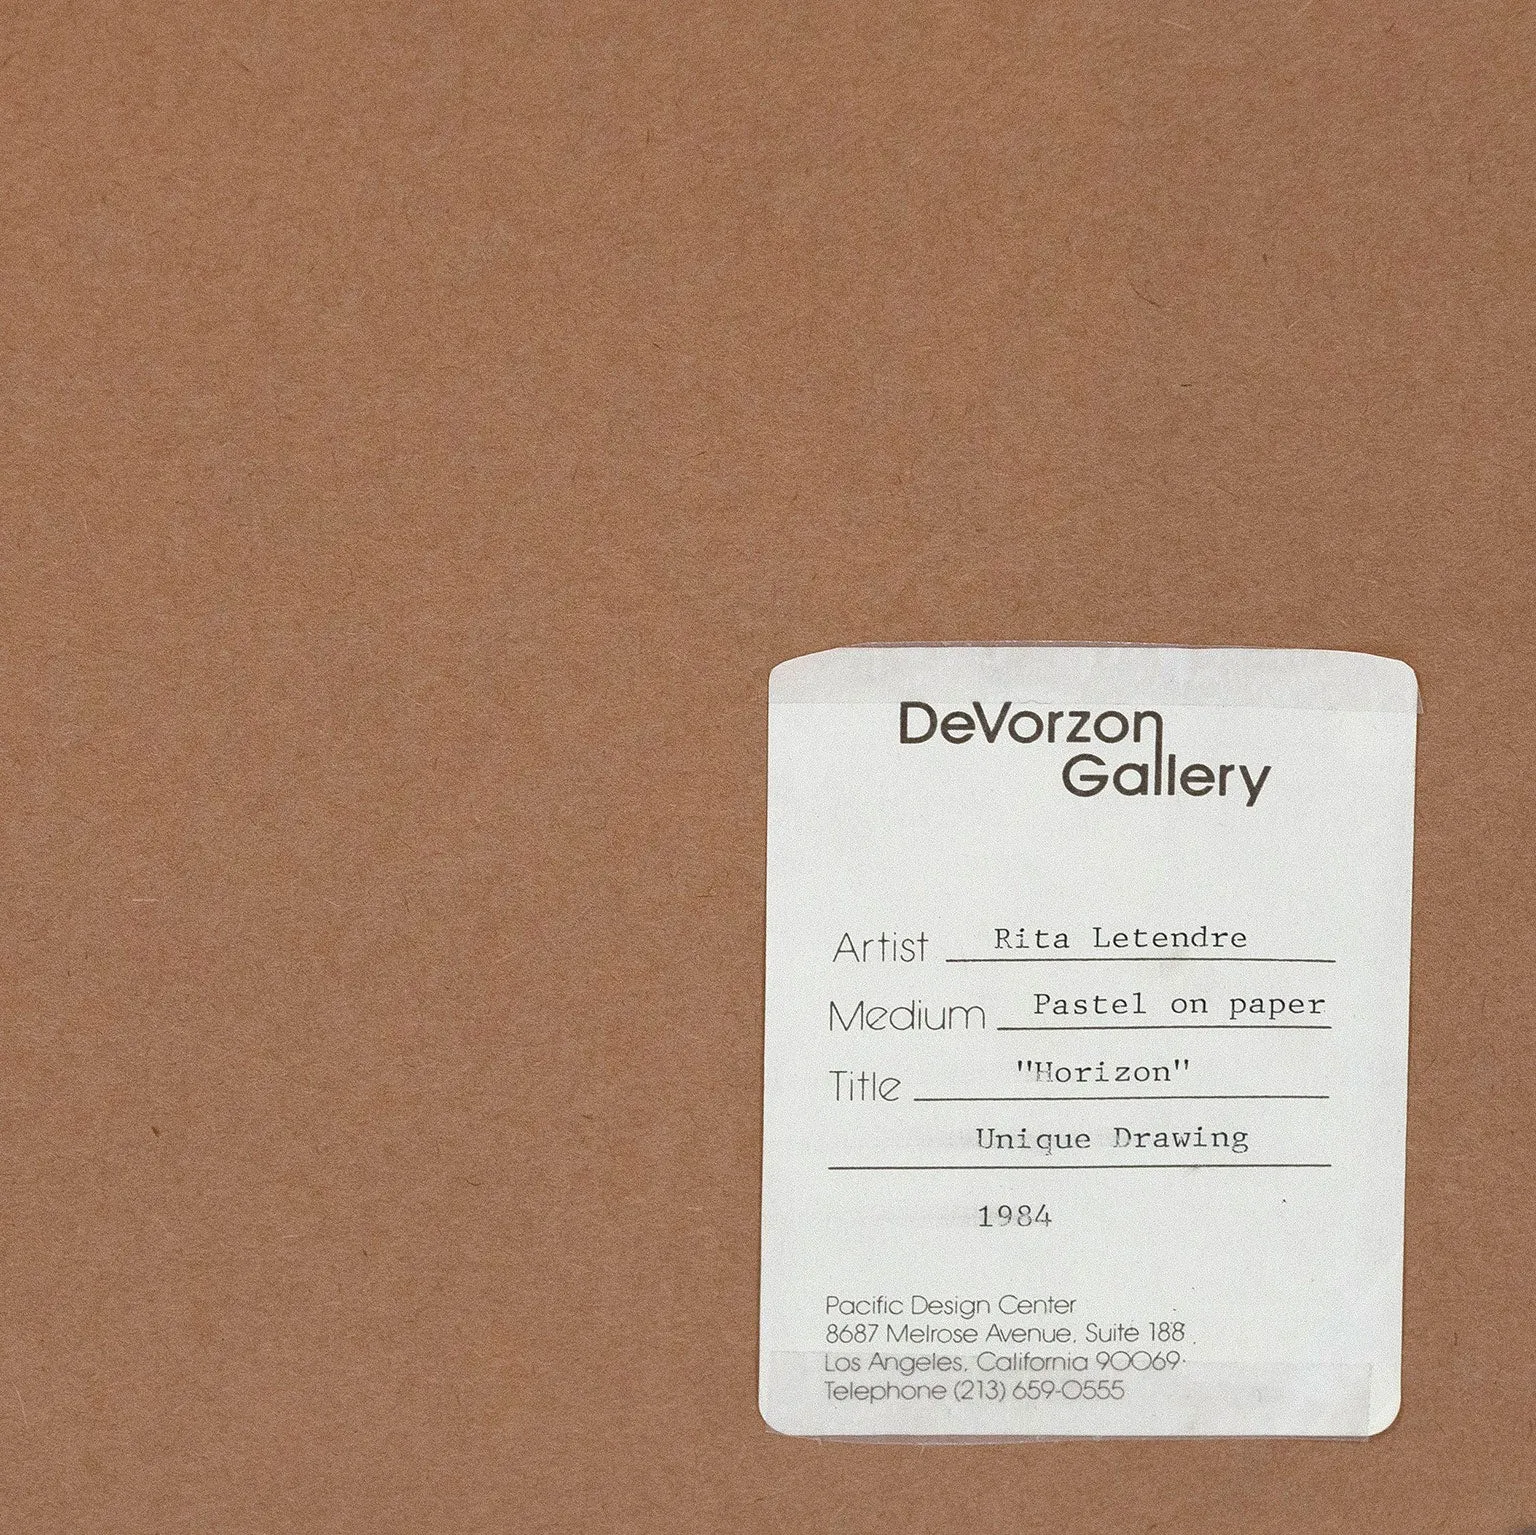 DeVorzon
Gallery
Artist Rita Letendre
Medium Pastel on paper
Title "Horizon"
Unique Drawing
1984
Pacific Design Center
8687 Melrose Avenue, Suite 188
Los Angeles, California 90069
Telephone (213) 659-0555